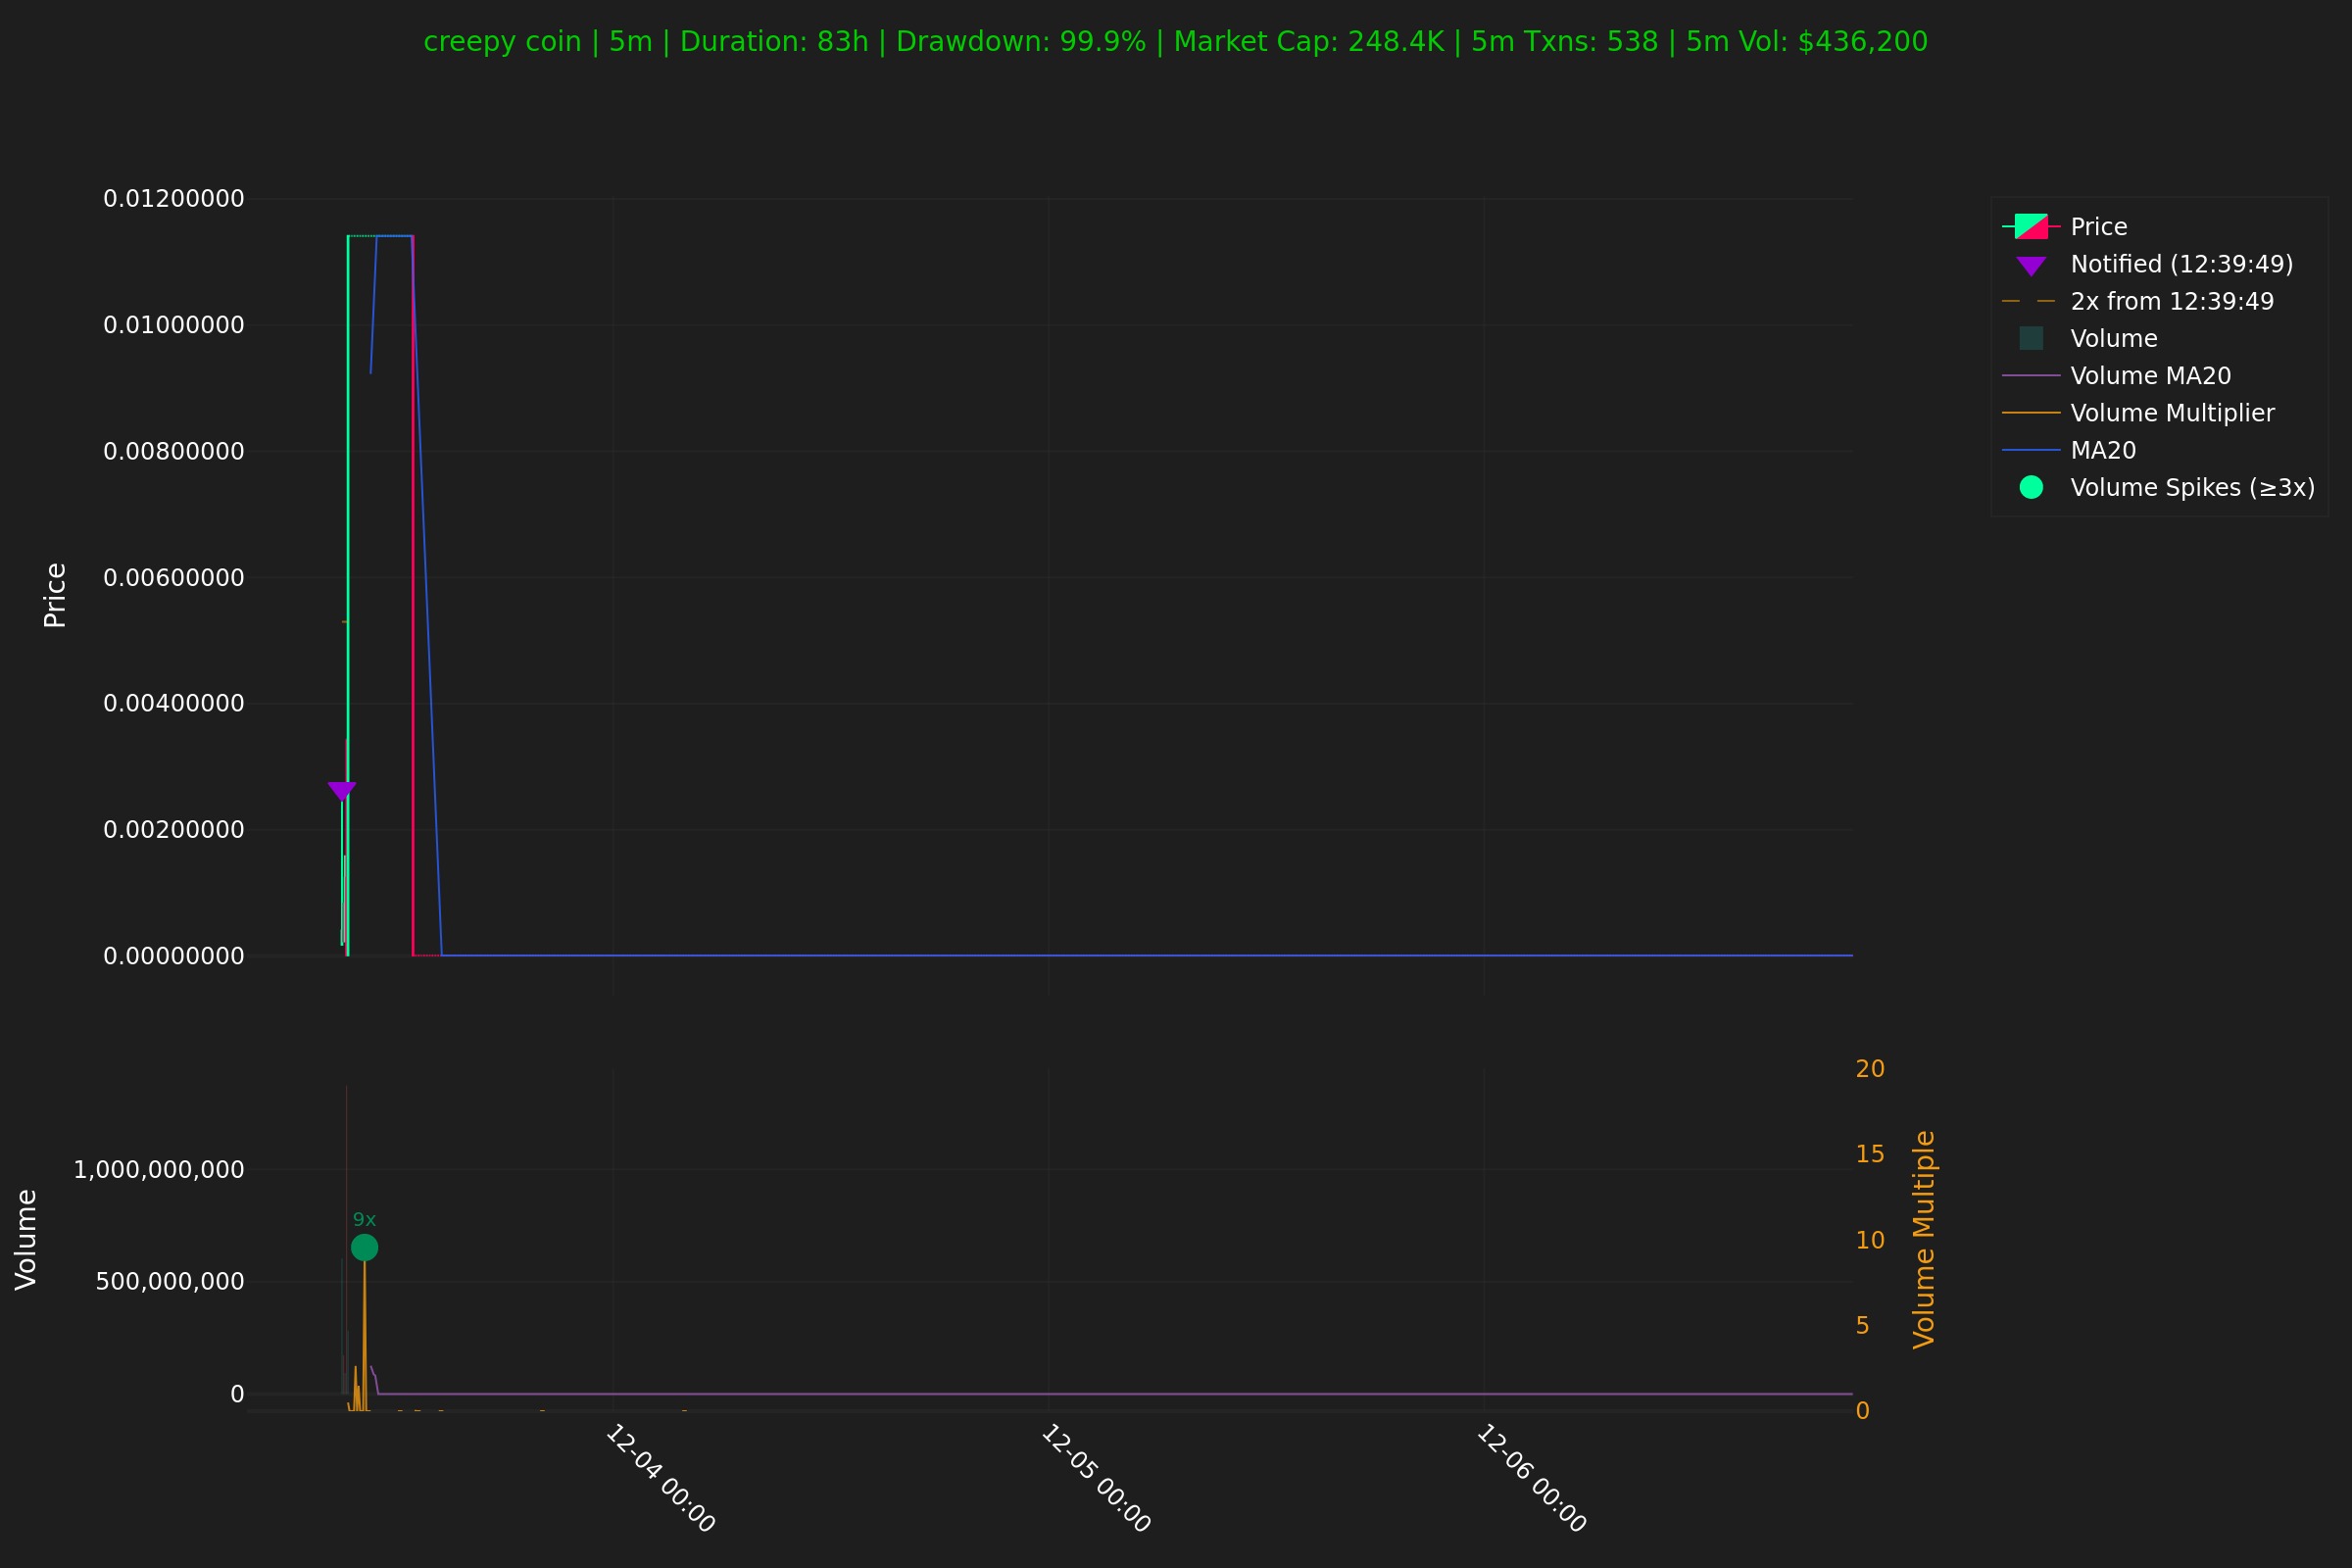 creepy coin | 5m | Duration: 83h | Drawdown: 99.9% | Market Cap: 248.4K | 5m Txns: 538 | 5m Vol: $436,200
Price
0.01200000
0.01000000
0.00800000
0.00600000
0.00400000
0.00200000
0.00000000
Price
Notified (12:39:49)
2x from 12:39:49
Volume
Volume MA20
Volume Multiplier
MA20
Volume Spikes (≥3x)
Volume
1,000,000,000
500,000,000
0
9x
20
15
10
5
0
Volume Multiple
12-04 00:00
12-05 00:00
12-06 00:00